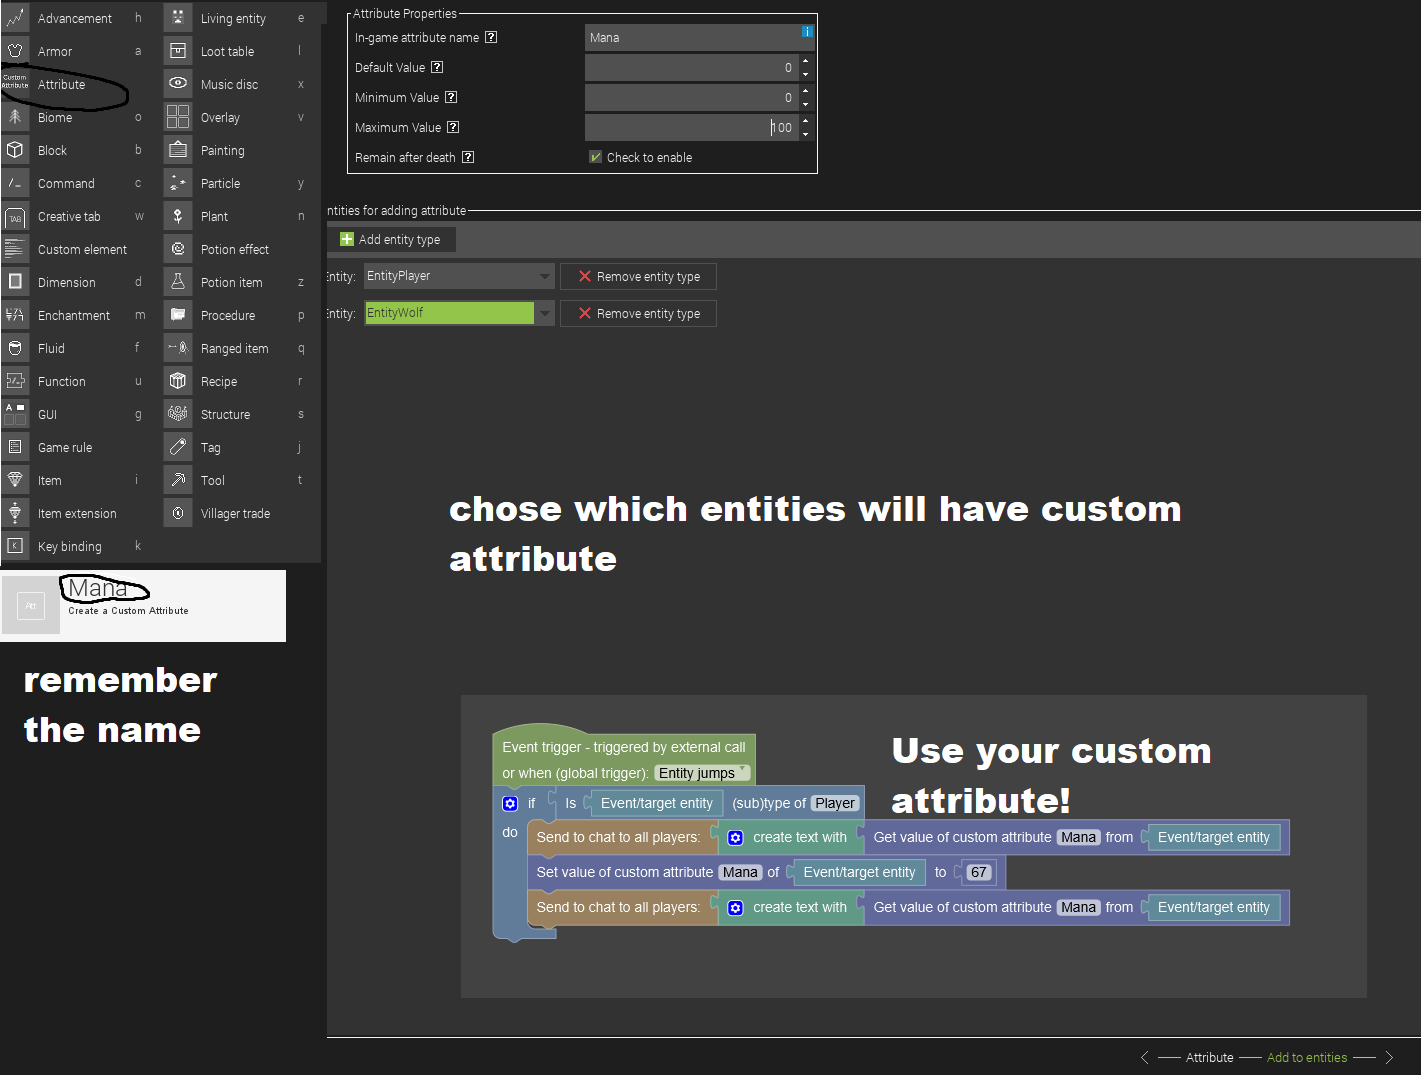 Advancement h
Armor a
Custom
Attribute
Attribute
Biome o
Block b
Command c
TAB
Creative tab w
Custom element
Dimension d
Enchantment m
Fluid f
Function u
A
GUI g
Game rule
Item i
Item extension
K
Key binding k
Living entity e
Loot table l
Music disc x
Overlay v
Painting
Particle y
Plant n
Potion effect
Potion item z
Procedure p
Ranged item q
Recipe r
Structure s
Tag j
Tool t
Villager trade
Mana
Create a Custom Attribute
remember
the name
Attribute Properties
In-game attribute name ? Mana i
Default Value ? 0
Minimum Value ? 0
Maximum Value ? 100
Remain after death ? Check to enable
ntities for adding attribute
Add entity type
Entity: EntityPlayer Remove entity type
Entity: EntityWolf Remove entity type
chose which entities will have custom
attribute
Use your custom
attribute!
Event trigger - triggered by external call
or when (global trigger): Entity jumps
if Is Event/target entity (sub)type of Player
do Send to chat to all players: create text with Get value of custom attribute Mana from Event/target entity
Set value of custom attribute Mana of Event/target entity to 67
Send to chat to all players: create text with Get value of custom attribute Mana from Event/target entity
Attribute Add to entities